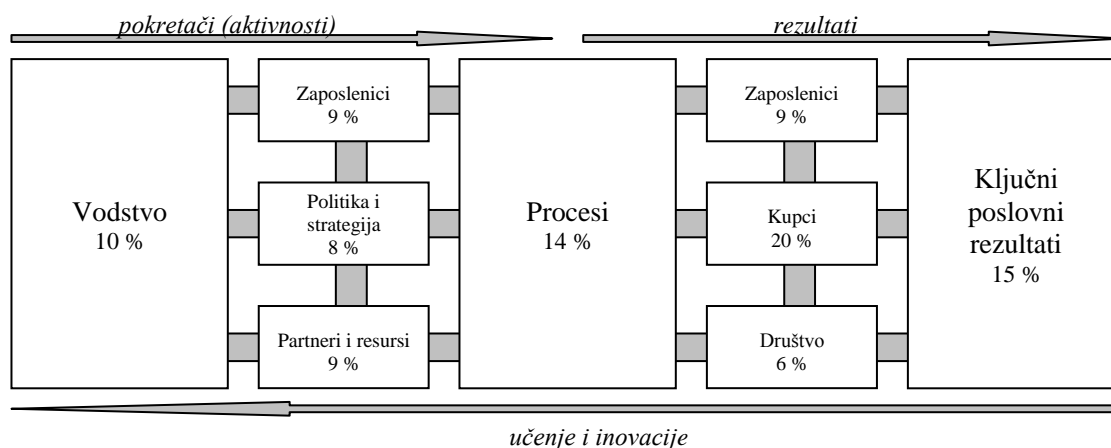 pokretači (aktivnosti)
rezultati
Vodstvo
10 %
Zaposlenici
9 %
Politika i
strategija
8 %
Partneri i resursi
9 %
Procesi
14 %
Zaposlenici
9 %
Kupci
20 %
Društvo
6 %
Ključni
poslovni
rezultati
15 %
učenje i inovacije